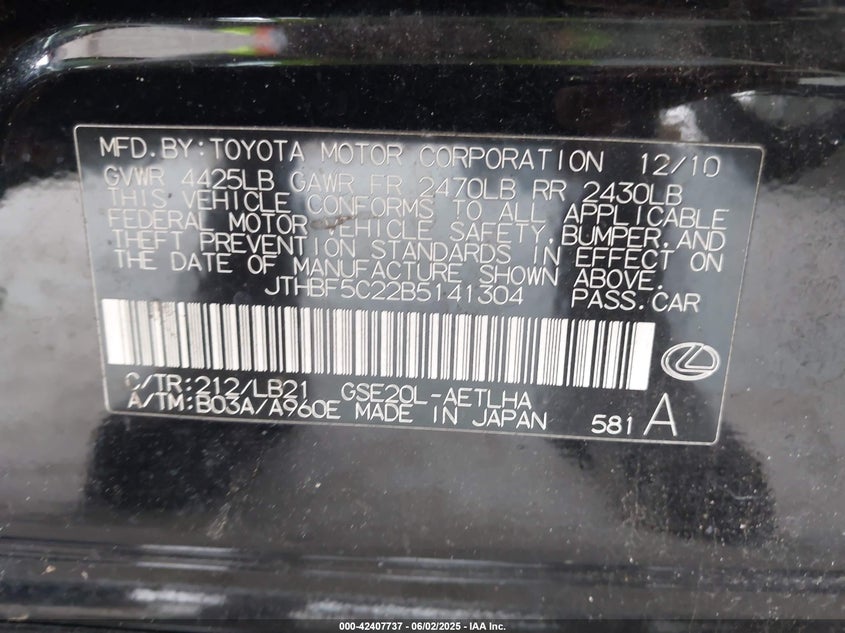 MFD.BY:TOYOTA MOTOR CORPORATION 12/10
GVWR 4425LB GAWR FR 2470LB RR 2430LB
THIS VEHICLE CONFORMS TO ALL APPLICABLE
FEDERAL MOTOR VEHICLE SAFETY,BUMPER,AND
THEFT PREVENTION STANDARDS IN EFFECT ON
THE DATE OF MANUFACTURE SHOWN ABOVE.
JTHBF5C22B5141304 PASS.CAR
C/TR:212/LB21 GSE20L-AETLHA
A/TM:B03A/A960E MADE IN JAPAN 581 A
000-42407737 - 06/02/2025 - IAA Inc.